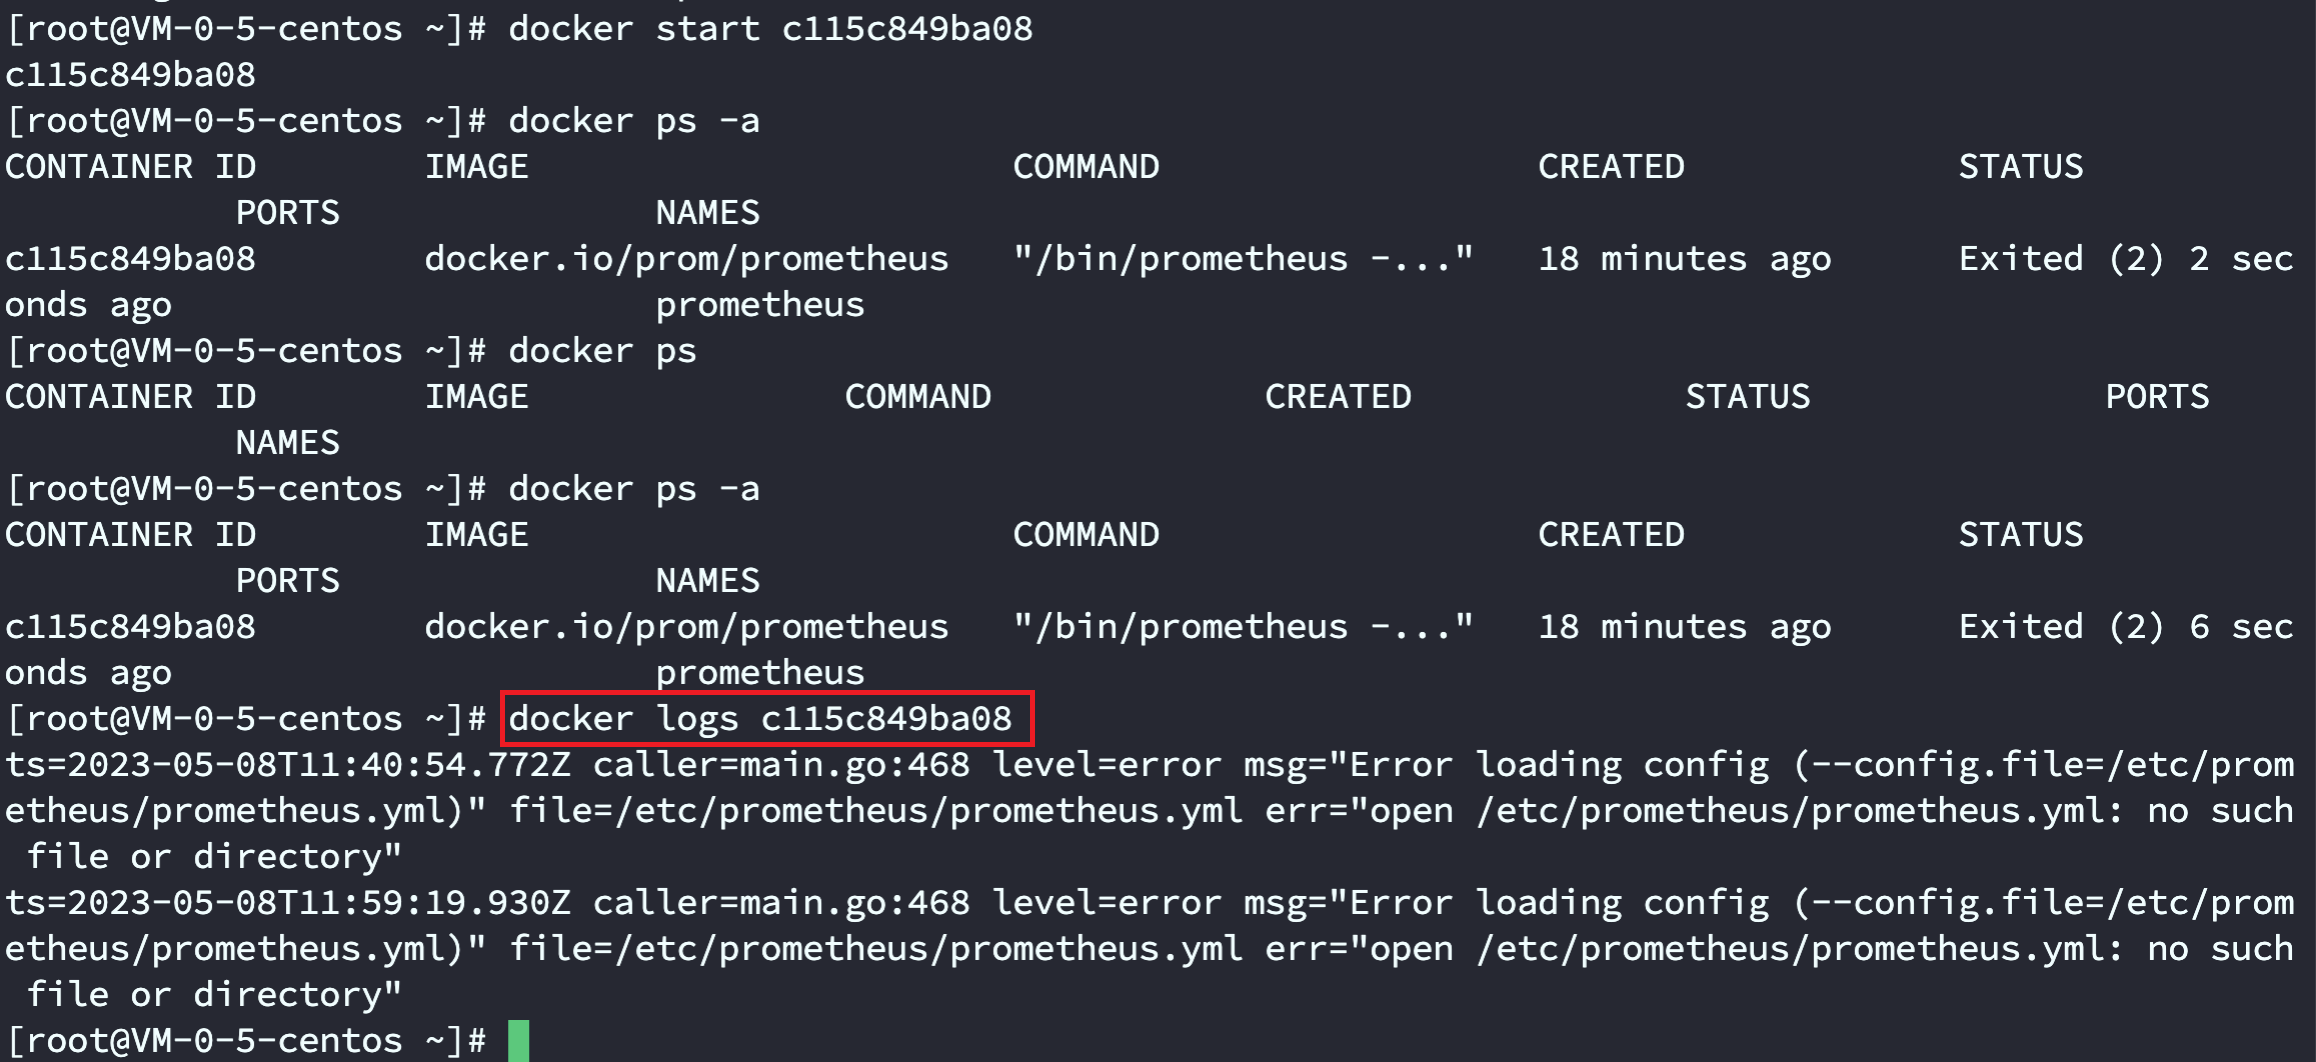 [root@VM-0-5-centos ~]# docker start c115c849ba08
c115c849ba08
[root@VM-0-5-centos ~]# docker ps -a
CONTAINER ID        IMAGE                       COMMAND                  CREATED             STATUS
           PORTS               NAMES
c115c849ba08        docker.io/prom/prometheus   "/bin/prometheus -..."   18 minutes ago      Exited (2) 2 sec
onds ago                       prometheus
[root@VM-0-5-centos ~]# docker ps
CONTAINER ID        IMAGE               COMMAND             CREATED             STATUS              PORTS
           NAMES
[root@VM-0-5-centos ~]# docker ps -a
CONTAINER ID        IMAGE                       COMMAND                  CREATED             STATUS
           PORTS               NAMES
c115c849ba08        docker.io/prom/prometheus   "/bin/prometheus -..."   18 minutes ago      Exited (2) 6 sec
onds ago                       prometheus
[root@VM-0-5-centos ~]# docker logs c115c849ba08
ts=2023-05-08T11:40:54.772Z caller=main.go:468 level=error msg="Error loading config (--config.file=/etc/prom
etheus/prometheus.yml)" file=/etc/prometheus/prometheus.yml err="open /etc/prometheus/prometheus.yml: no such
 file or directory"
ts=2023-05-08T11:59:19.930Z caller=main.go:468 level=error msg="Error loading config (--config.file=/etc/prom
etheus/prometheus.yml)" file=/etc/prometheus/prometheus.yml err="open /etc/prometheus/prometheus.yml: no such
 file or directory"
[root@VM-0-5-centos ~]#